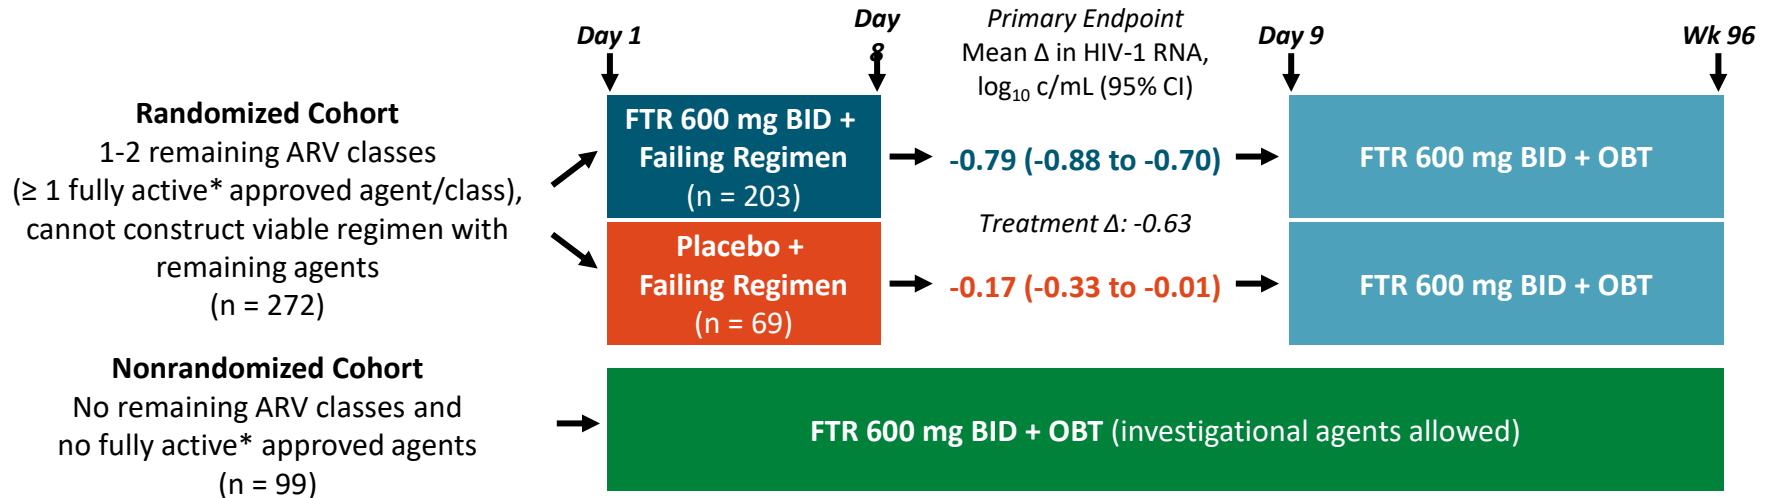 Day 1
Day
8
Primary Endpoint
Mean Δ in HIV-1 RNA,
log₁₀ c/mL (95% CI)
Day 9
Wk 96
Randomized Cohort
1-2 remaining ARV classes
(≥ 1 fully active* approved agent/class),
cannot construct viable regimen with
remaining agents
(n = 272)
FTR 600 mg BID +
Failing Regimen
(n = 203)
-0.79 (-0.88 to -0.70)
FTR 600 mg BID + OBT
Treatment Δ: -0.63
Placebo +
Failing Regimen
(n = 69)
-0.17 (-0.33 to -0.01)
FTR 600 mg BID + OBT
Nonrandomized Cohort
No remaining ARV classes and
no fully active* approved agents
(n = 99)
FTR 600 mg BID + OBT (investigational agents allowed)